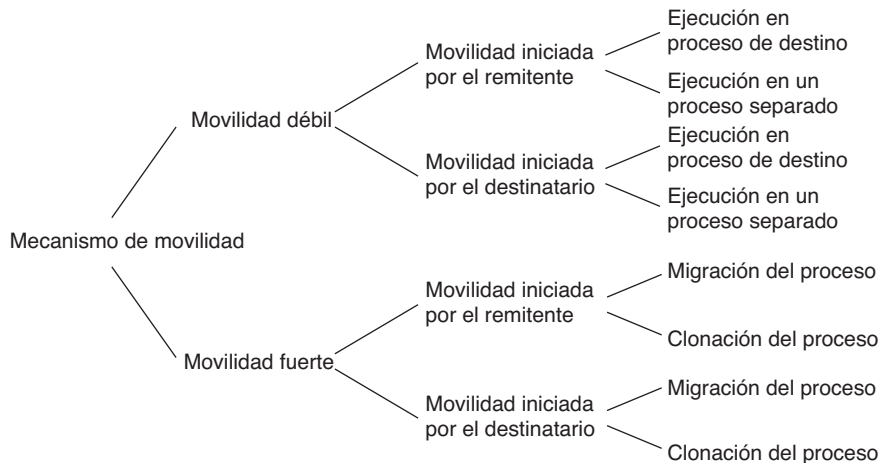 Ejecución en
proceso de destino
Movilidad iniciada
por el remitente
Ejecución en un
proceso separado
Movilidad débil
Ejecución en
proceso de destino
Movilidad iniciada
por el destinatario
Ejecución en un
proceso separado
Mecanismo de movilidad
Migración del proceso
Movilidad iniciada
por el remitente
Clonación del proceso
Movilidad fuerte
Migración del proceso
Movilidad iniciada
por el destinatario
Clonación del proceso